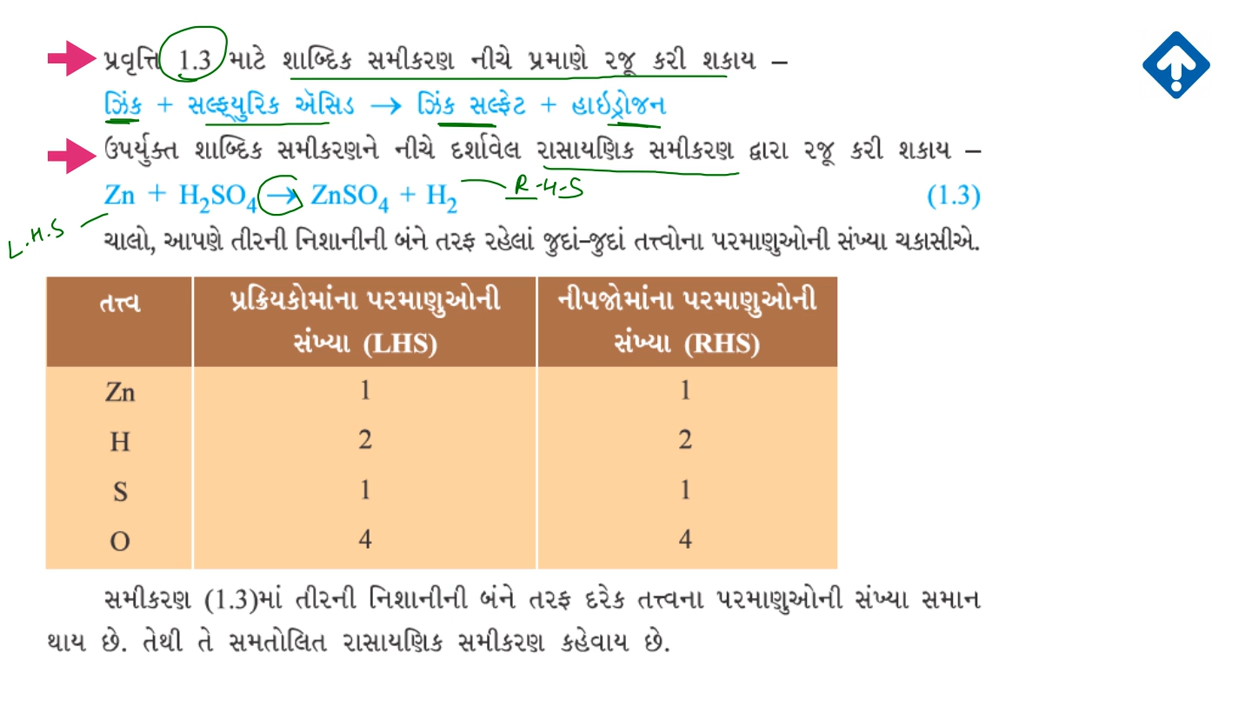 પ્રવૃત્તિ 1.3 માટે શાબ્દિક સમીકરણ નીચે પ્રમાણે રજૂ કરી શકાય –
ઝિંક + સલ્ફ્યુરિક ઍસિડ → ઝિંક સલ્ફેટ + હાઇડ્રોજન
ઉપર્યુક્ત શાબ્દિક સમીકરણને નીચે દર્શાવેલ રાસાયણિક સમીકરણ દ્વારા રજૂ કરી શકાય –
Zn + H₂SO₄ → ZnSO₄ + H₂ R-H-S (1.3)
L.H.S
ચાલો, આપણે તીરની નિશાનીની બંને તરફ રહેલાં જુદાં-જુદાં તત્ત્વોના પરમાણુઓની સંખ્યા ચકાસીએ.
તત્ત્વ પ્રક્રિયકોમાંના પરમાણુઓની નીપજોમાંના પરમાણુઓની
સંખ્યા (LHS) સંખ્યા (RHS)
Zn 1 1
H 2 2
S 1 1
O 4 4
સમીકરણ (1.3)માં તીરની નિશાનીની બંને તરફ દરેક તત્ત્વના પરમાણુઓની સંખ્યા સમાન
થાય છે. તેથી તે સમતોલિત રાસાયણિક સમીકરણ કહેવાય છે.